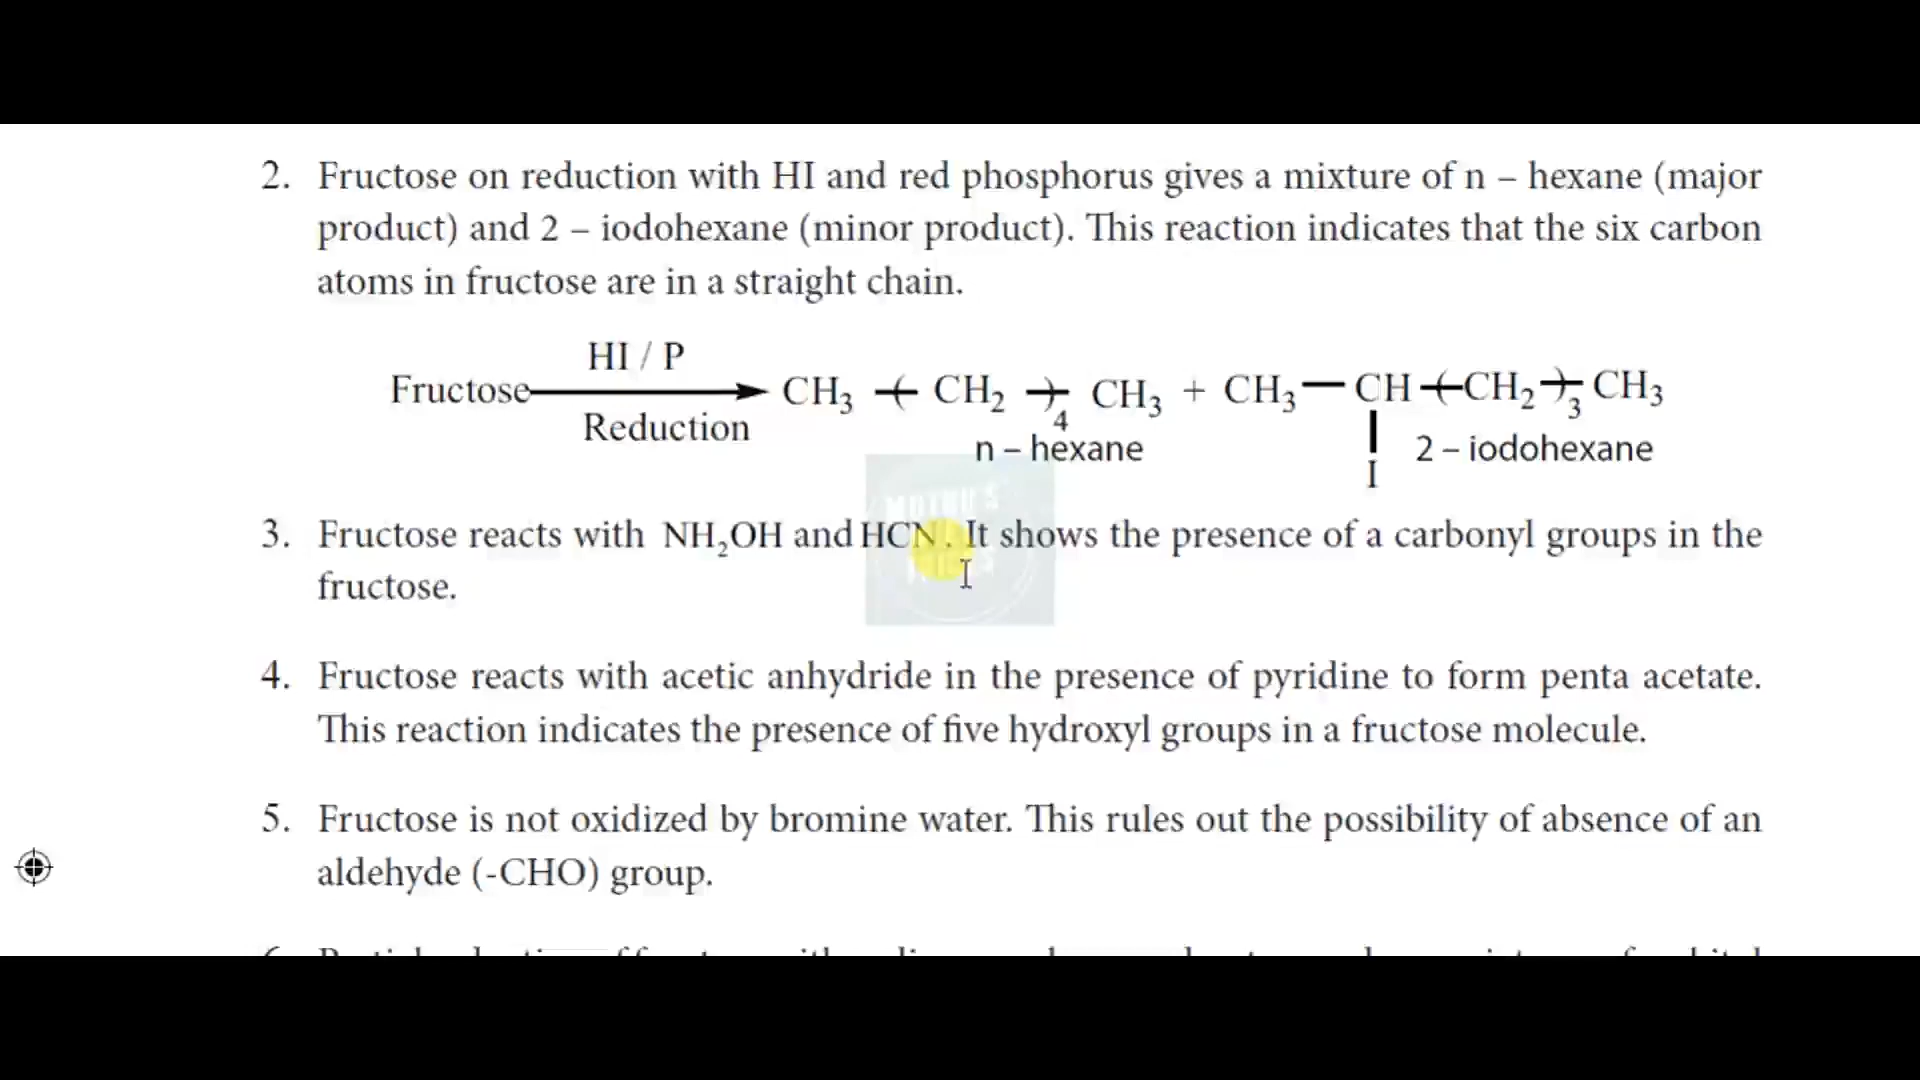 2. Fructose on reduction with HI and red phosphorus gives a mixture of n – hexane (major
product) and 2 – iodohexane (minor product). This reaction indicates that the six carbon
atoms in fructose are in a straight chain.
HI / P
Fructose CH₃ ( CH₂ )₄ CH₃ + CH₃ — CH (CH₂)₃ CH₃
Reduction
n – hexane 2 – iodohexane
I
3. Fructose reacts with NH₂OH and HCN. It shows the presence of a carbonyl groups in the
fructose.
4. Fructose reacts with acetic anhydride in the presence of pyridine to form penta acetate.
This reaction indicates the presence of five hydroxyl groups in a fructose molecule.
5. Fructose is not oxidized by bromine water. This rules out the possibility of absence of an
aldehyde (-CHO) group.